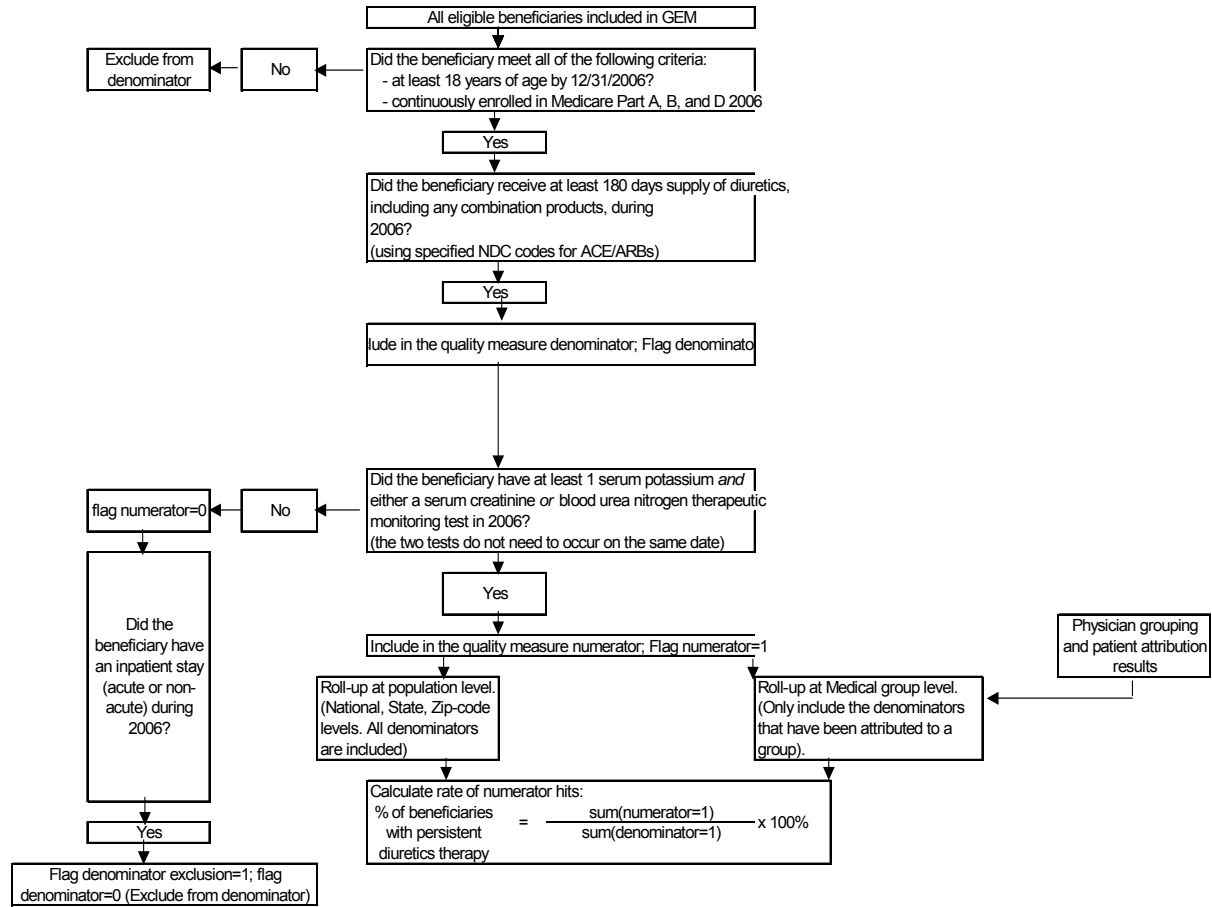 All eligible beneficiaries included in GEM
Exclude from
denominator
No
Did the beneficiary meet all of the following criteria:
- at least 18 years of age by 12/31/2006?
- continuously enrolled in Medicare Part A, B, and D 2006
Yes
Did the beneficiary receive at least 180 days supply of diuretics,
including any combination products, during
2006?
(using specified NDC codes for ACE/ARBs)
Yes
lude in the quality measure denominator; Flag denominato
Did the beneficiary have at least 1 serum potassium and
either a serum creatinine or blood urea nitrogen therapeutic
monitoring test in 2006?
(the two tests do not need to occur on the same date)
No
flag numerator=0
Yes
Did the
beneficiary have
an inpatient stay
(acute or non-
acute) during
2006?
Include in the quality measure numerator; Flag numerator=1
Physician grouping
and patient attribution
results
Roll-up at population level.
(National, State, Zip-code
levels. All denominators
are included)
Roll-up at Medical group level.
(Only include the denominators
that have been attributed to a
group).
Calculate rate of numerator hits:
% of beneficiaries
with persistent
diuretics therapy
= sum(numerator=1)
sum(denominator=1)
x 100%
Yes
Flag denominator exclusion=1; flag
denominator=0 (Exclude from denominator)